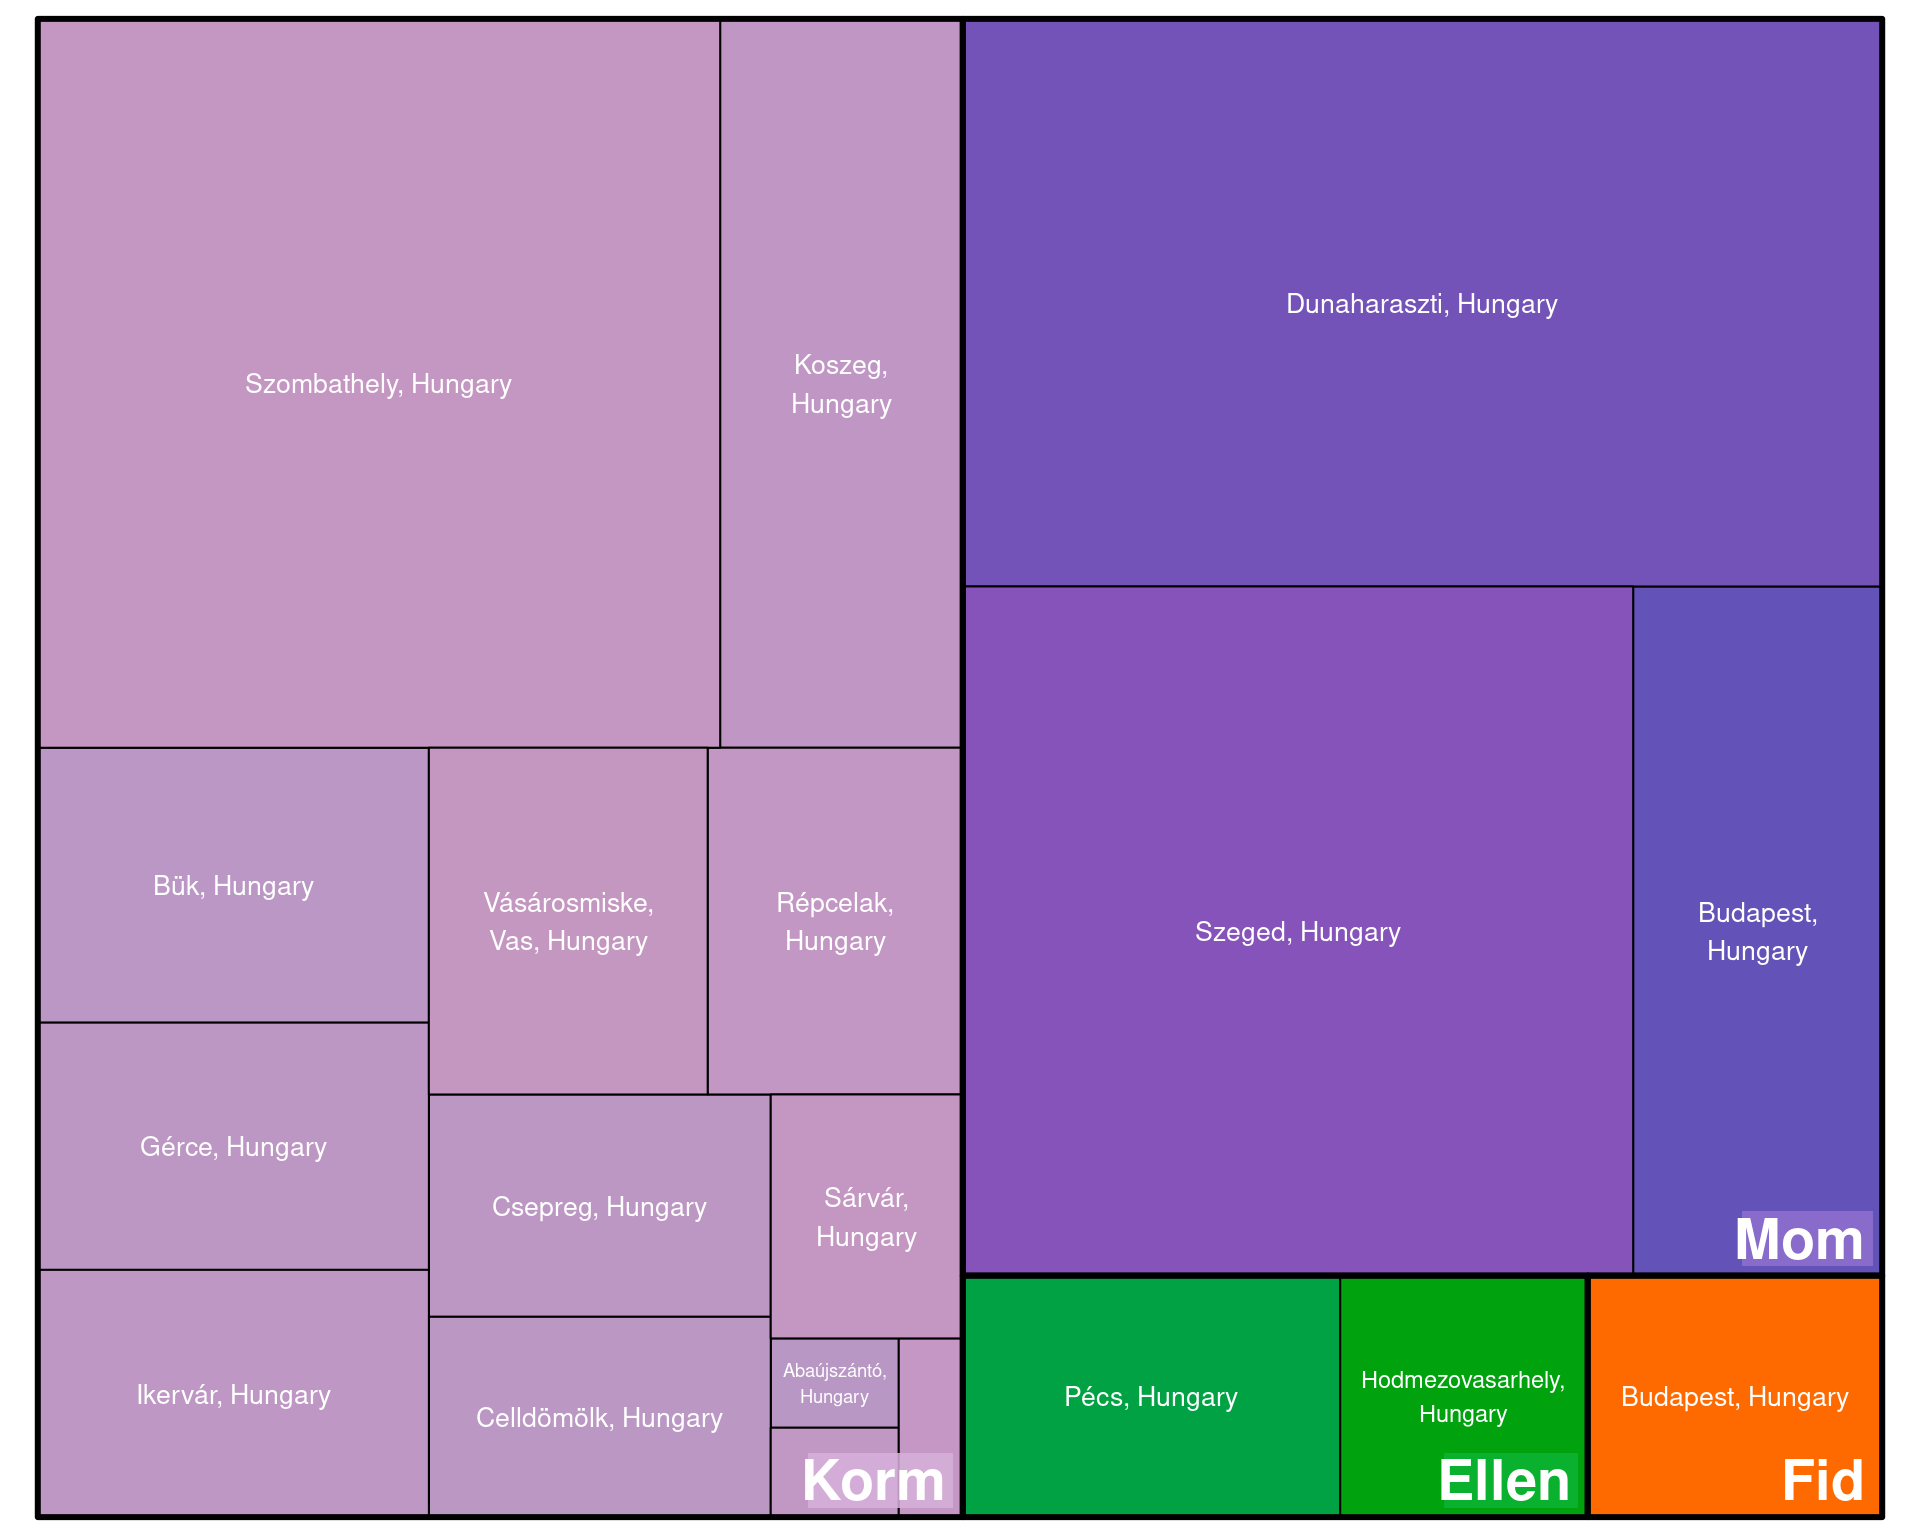 Szombathely, Hungary
Koszeg,
Hungary
Bük, Hungary
Vásárosmiske,
Vas, Hungary
Répcelak,
Hungary
Gérce, Hungary
Csepreg, Hungary
Sárvár,
Hungary
Ikervár, Hungary
Celldömölk, Hungary
Abaújszántó,
Hungary
Korm
Dunaharaszti, Hungary
Szeged, Hungary
Budapest,
Hungary
Mom
Pécs, Hungary
Hodmezovasarhely,
Hungary
Ellen
Budapest, Hungary
Fid